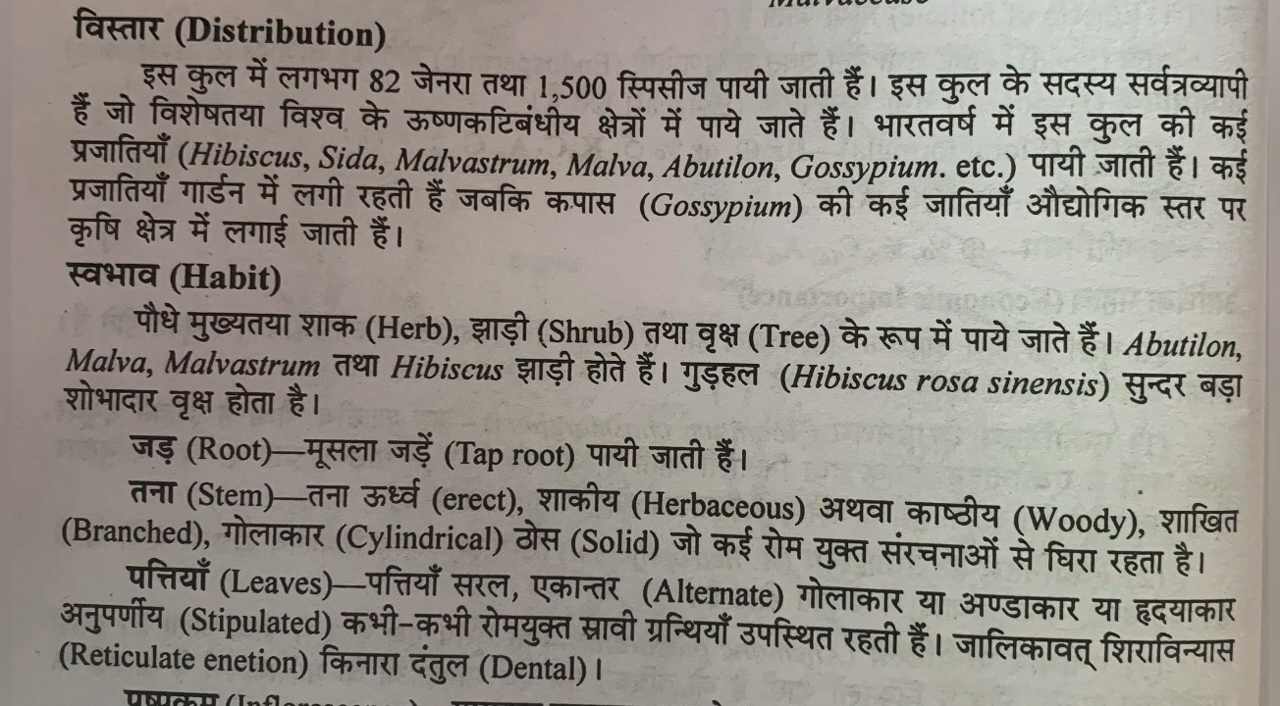 विस्तार (Distribution)
इस कुल में लगभग 82 जेनरा तथा 1,500 स्पिसीज पायी जाती हैं। इस कुल के सदस्य सर्वत्रव्यापी
हैं जो विशेषतया विश्व के ऊष्णकटिबंधीय क्षेत्रों में पाये जाते हैं। भारतवर्ष में इस कुल की कई
प्रजातियाँ (Hibiscus, Sida, Malvastrum, Malva, Abutilon, Gossypium. etc.) पायी जाती हैं। कई
प्रजातियाँ गार्डन में लगी रहती हैं जबकि कपास (Gossypium) की कई जातियाँ औद्योगिक स्तर पर
कृषि क्षेत्र में लगाई जाती हैं।
स्वभाव (Habit)
पौधे मुख्यतया शाक (Herb), झाड़ी (Shrub) तथा वृक्ष (Tree) के रूप में पाये जाते हैं। Abutilon,
Malva, Malvastrum तथा Hibiscus झाड़ी होते हैं। गुड़हल (Hibiscus rosa sinensis) सुन्दर बड़ा
शोभादार वृक्ष होता है।
जड़ (Root)—मूसला जड़ें (Tap root) पायी जाती हैं।
तना (Stem)—तना ऊर्ध्व (erect), शाकीय (Herbaceous) अथवा काष्ठीय (Woody), शाखित
(Branched), गोलाकार (Cylindrical) ठोस (Solid) जो कई रोम युक्त संरचनाओं से घिरा रहता है।
पत्तियाँ (Leaves)—पत्तियाँ सरल, एकान्तर (Alternate) गोलाकार या अण्डाकार या हृदयाकार
अनुपर्णीय (Stipulated) कभी-कभी रोमयुक्त स्रावी ग्रन्थियाँ उपस्थित रहती हैं। जालिकावत् शिराविन्यास
(Reticulate enetion) किनारा दंतुल (Dental)।